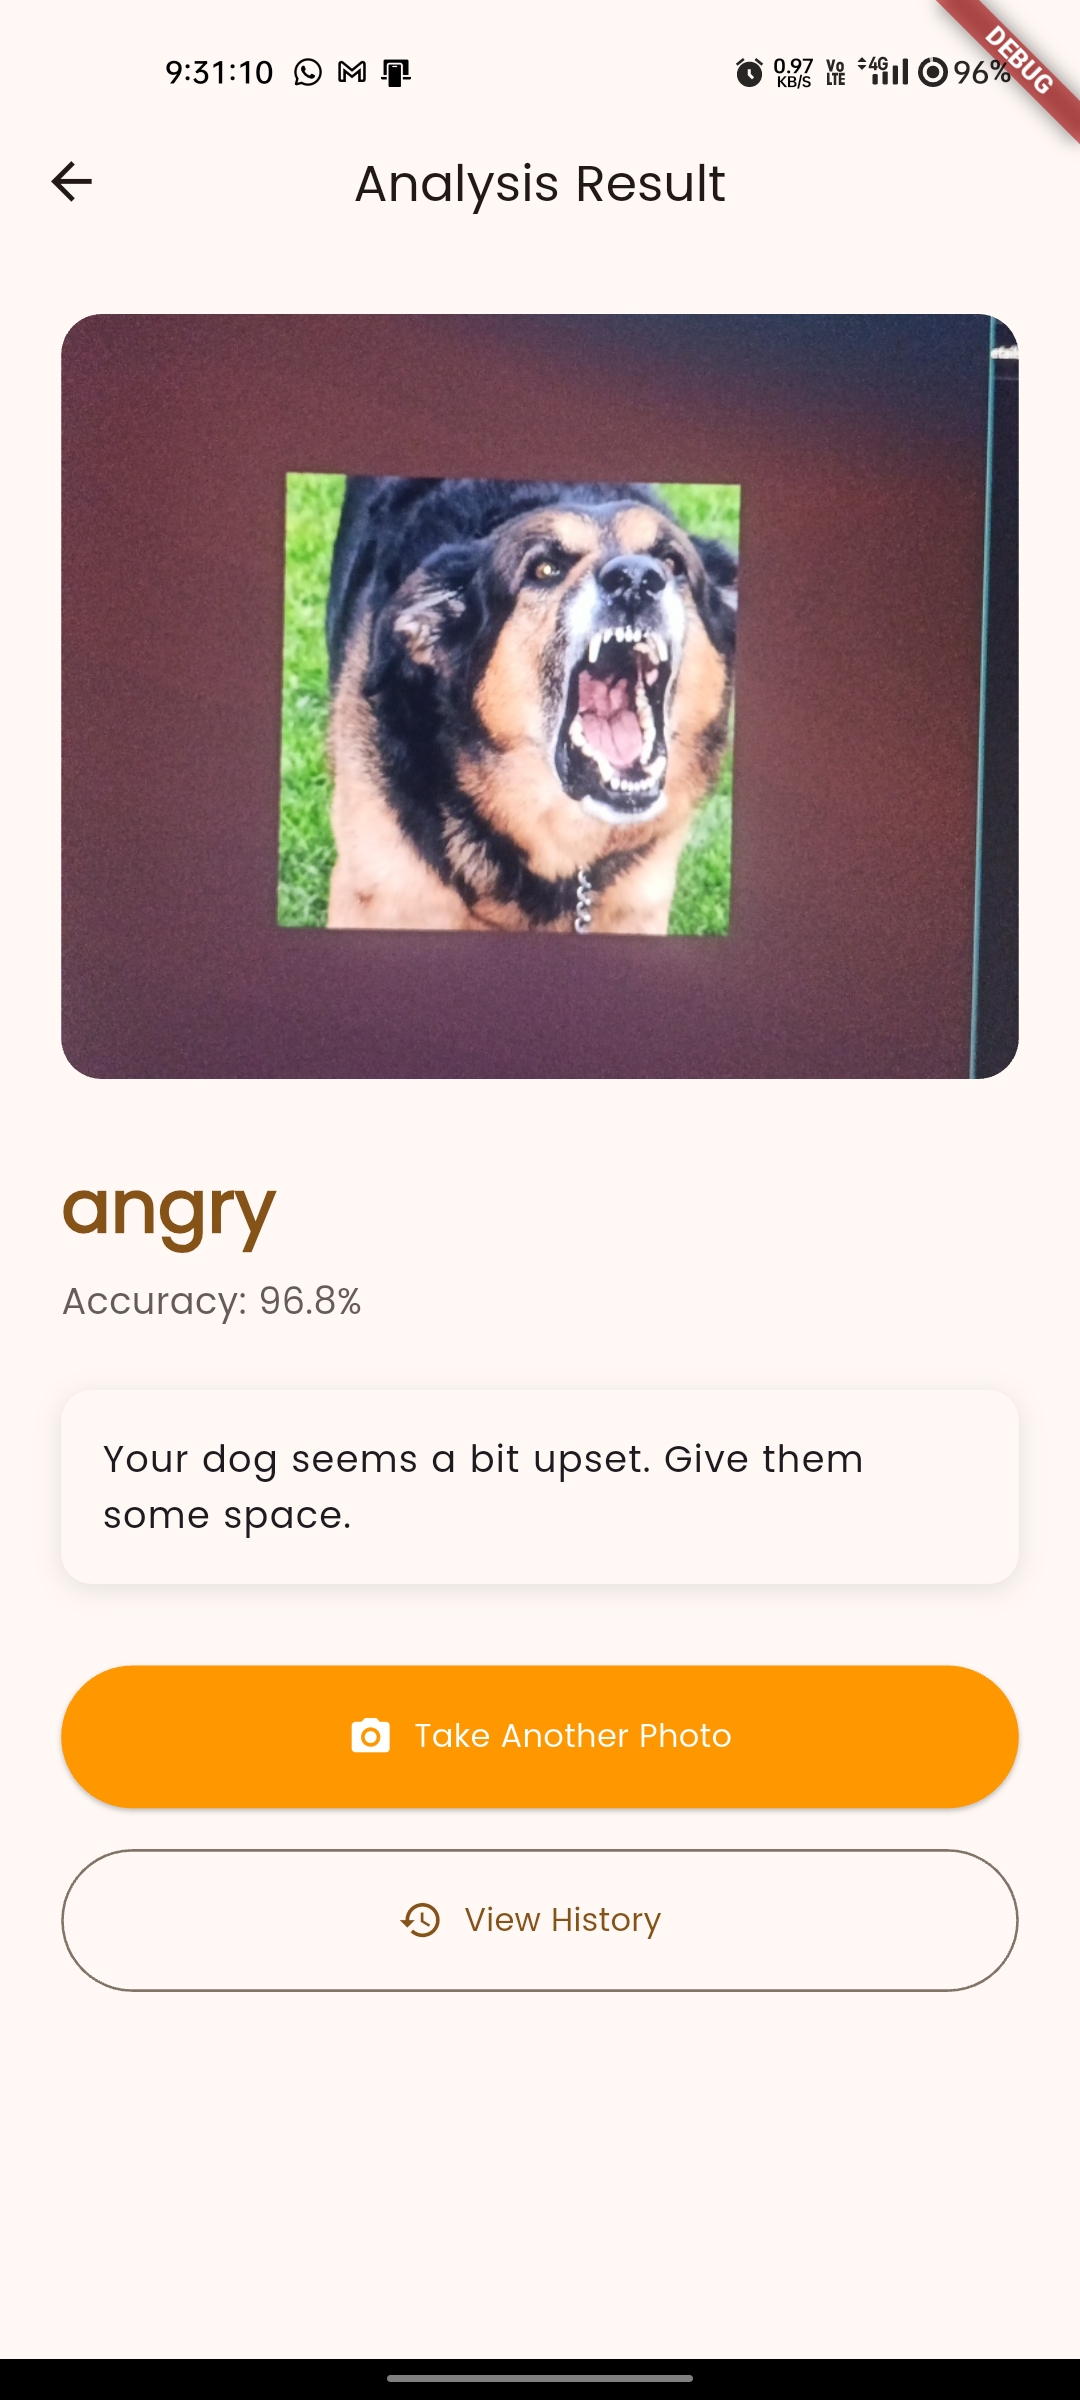 9:31:10
0.97 KB/S
Vo LTE
4G
96%
DEBUG
Analysis Result
angry
Accuracy: 96.8%
Your dog seems a bit upset. Give them
some space.
Take Another Photo
View History